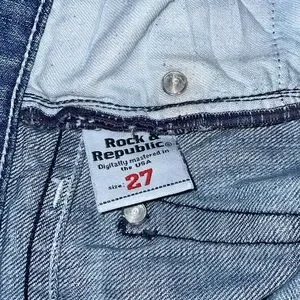 Rock &
Republic®
Digitally mastered in
the USA
size: 27